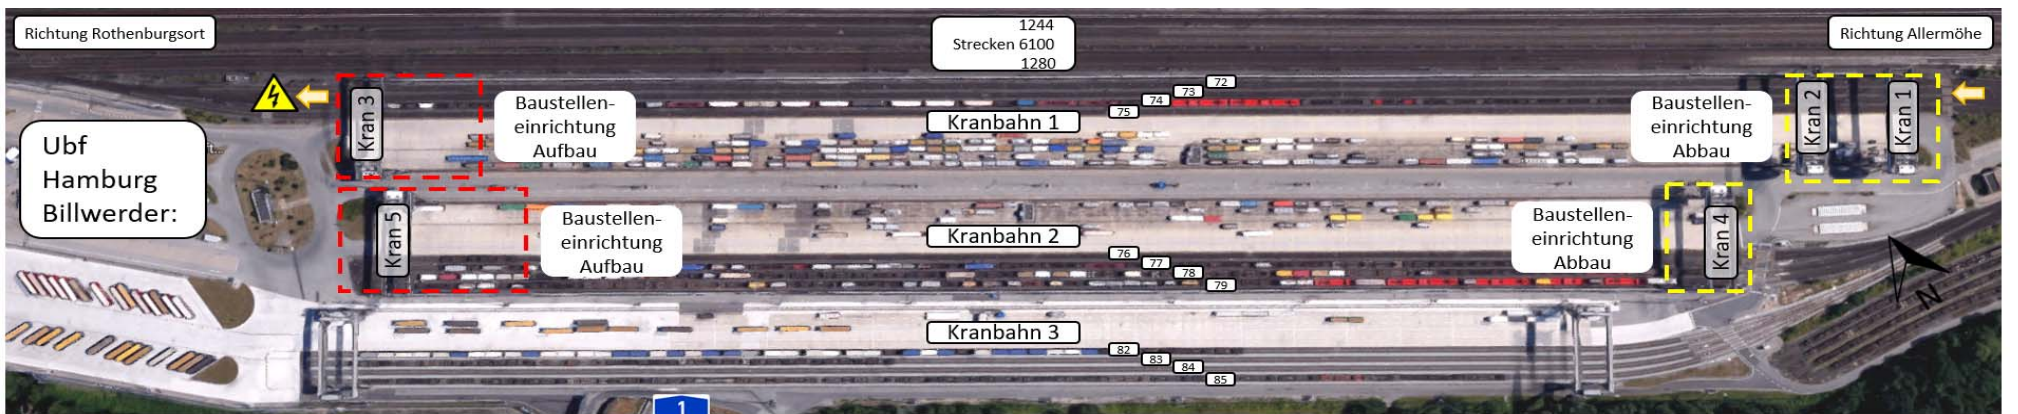 Richtung Rothenburgsort
1244
Strecken 6100
1280
Richtung Allermöhe
72
73
74
75
Kran 3
Baustellen-
einrichtung
Aufbau
Kranbahn 1
Baustellen-
einrichtung
Abbau
Kran 2
Kran 1
Ubf
Hamburg
Billwerder:
Kran 5
Baustellen-
einrichtung
Aufbau
Kranbahn 2
Baustellen-
einrichtung
Abbau
Kran 4
76
77
78
79
N
Kranbahn 3
82
83
84
85
1